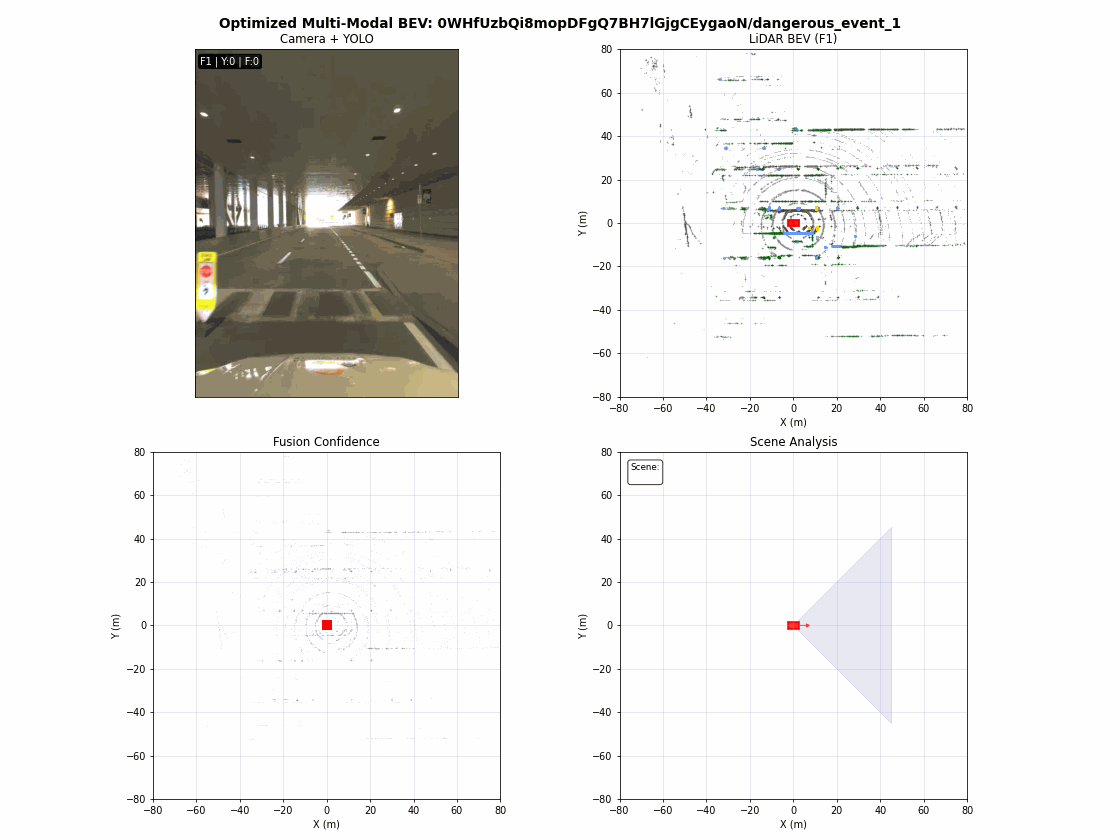 Optimized Multi-Modal BEV: 0WHfUzbQi8mopDFgQ7BH7lGjgCEygaoN/dangerous_event_1
Camera + YOLO
F1 | Y:0 | F:0
LiDAR BEV (F1)
80
60
40
20
0
−20
−40
−60
−80
Y (m)
−80 −60 −40 −20 0 20 40 60 80
X (m)
Fusion Confidence
80
60
40
20
0
−20
−40
−60
−80
Y (m)
−80 −60 −40 −20 0 20 40 60 80
X (m)
Scene Analysis
Scene:
80
60
40
20
0
−20
−40
−60
−80
Y (m)
−80 −60 −40 −20 0 20 40 60 80
X (m)